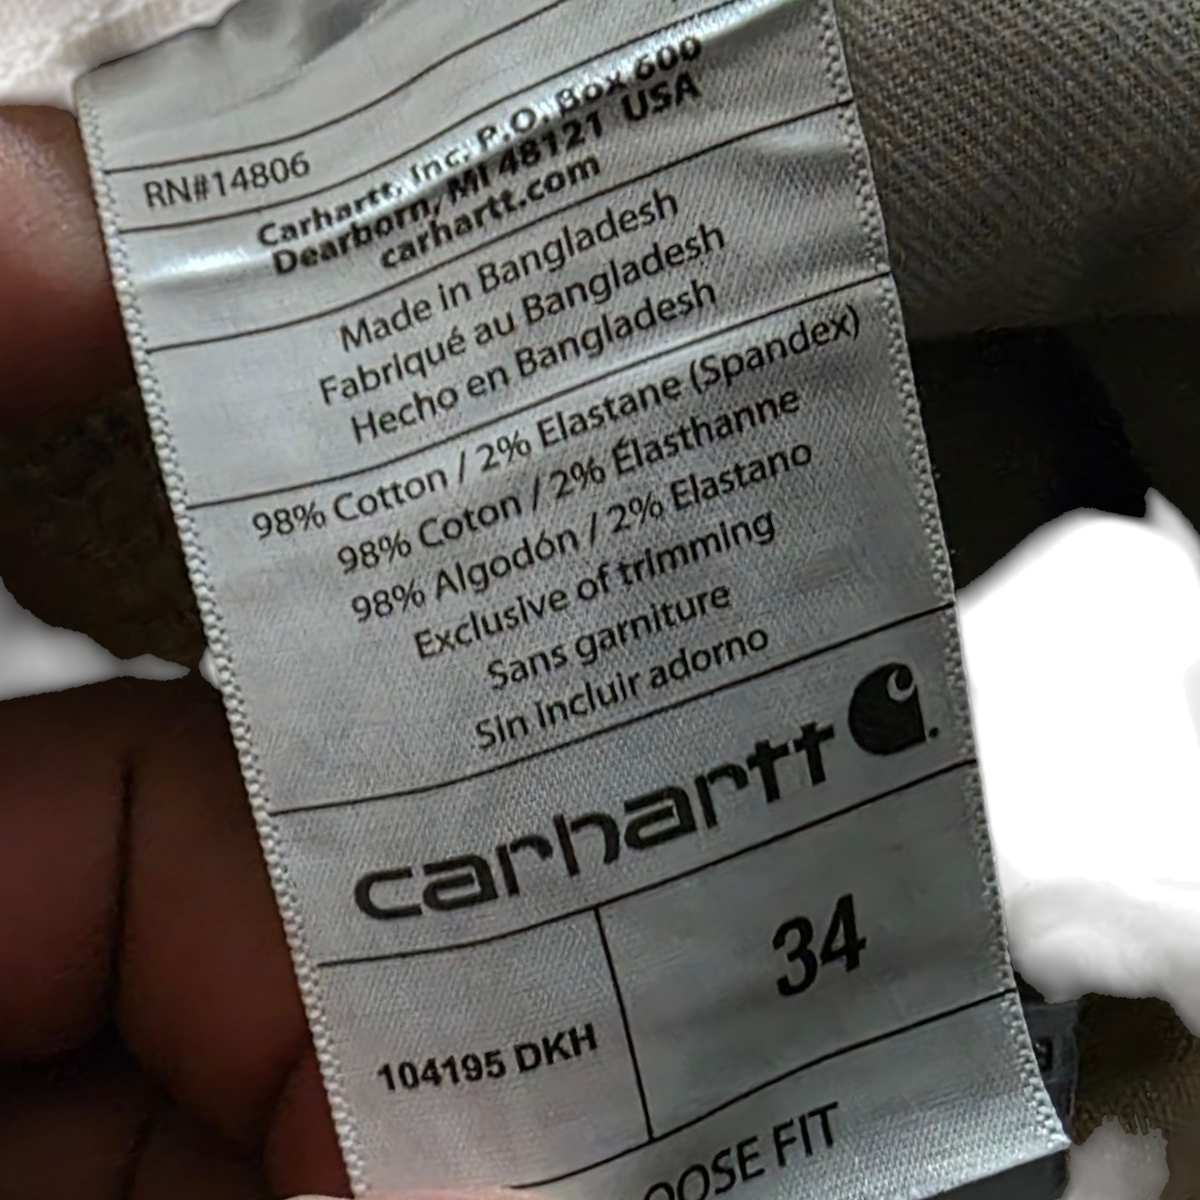 RN#14806
Carhartt, Inc. P.O. Box 600
Dearborn, MI 48121 USA
carhartt.com
Made in Bangladesh
Fabriqué au Bangladesh
Hecho en Bangladesh
98% Cotton / 2% Elastane (Spandex)
98% Coton / 2% Élasthanne
98% Algodón / 2% Elastano
Exclusive of trimming
Sans garniture
Sin incluir adorno
carhartt
34
104195 DKH
OOSE FIT